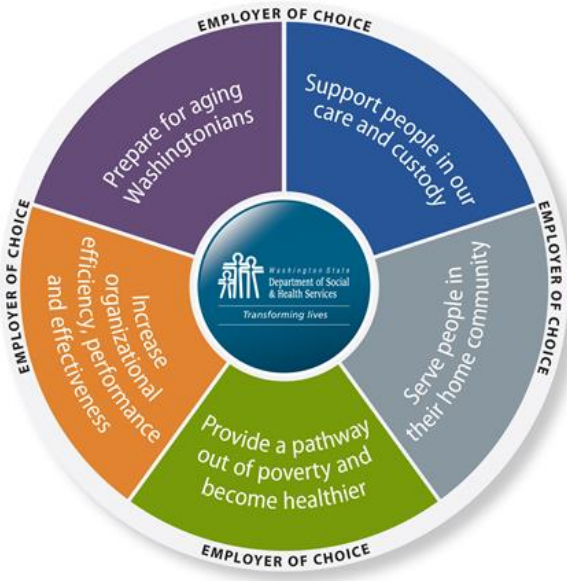 EMPLOYER OF CHOICE
Prepare for aging
Washingtonians
Support people in our
care and custody
EMPLOYER OF CHOICE
EMPLOYER OF CHOICE
Washington State
Department of Social
& Health Services
Transforming lives
Increase
organizational
efficiency, performance
and effectiveness
Serve people in
their home community
Provide a pathway
out of poverty and
become healthier
EMPLOYER OF CHOICE